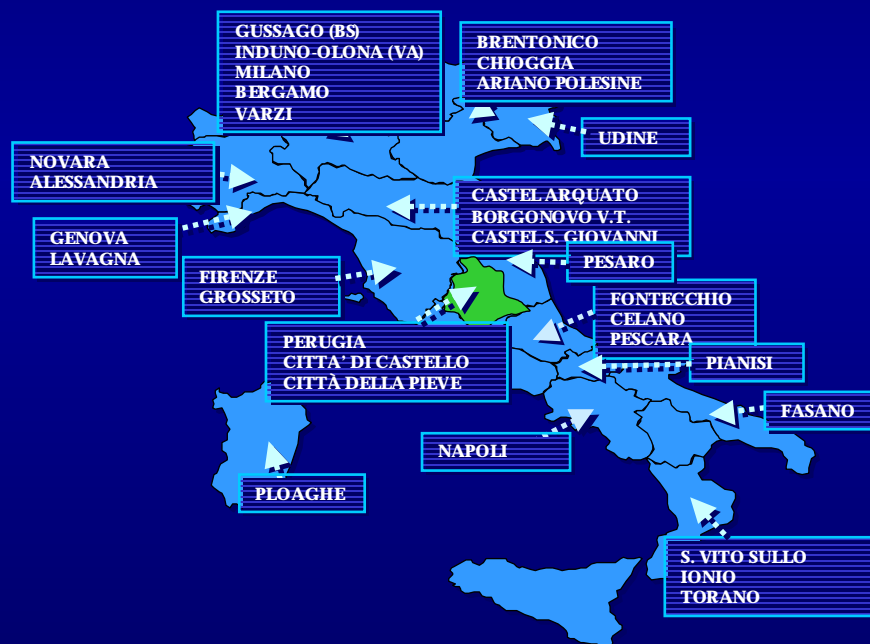 GUSSAGO (BS)
INDUNO-OLONA (VA)
MILANO
BERGAMO
VARZI
BRENTONICO
CHIOGGIA
ARIANO POLESINE
UDINE
NOVARA
ALESSANDRIA
CASTEL ARQUATO
BORGONOVO V.T.
CASTEL S. GIOVANNI
GENOVA
LAVAGNA
PESARO
FIRENZE
GROSSETO
FONTECCHIO
CELANO
PESCARA
PERUGIA
CITTA' DI CASTELLO
CITTÀ DELLA PIEVE
PIANISI
FASANO
NAPOLI
PLOAGHE
S. VITO SULLO
IONIO
TORANO